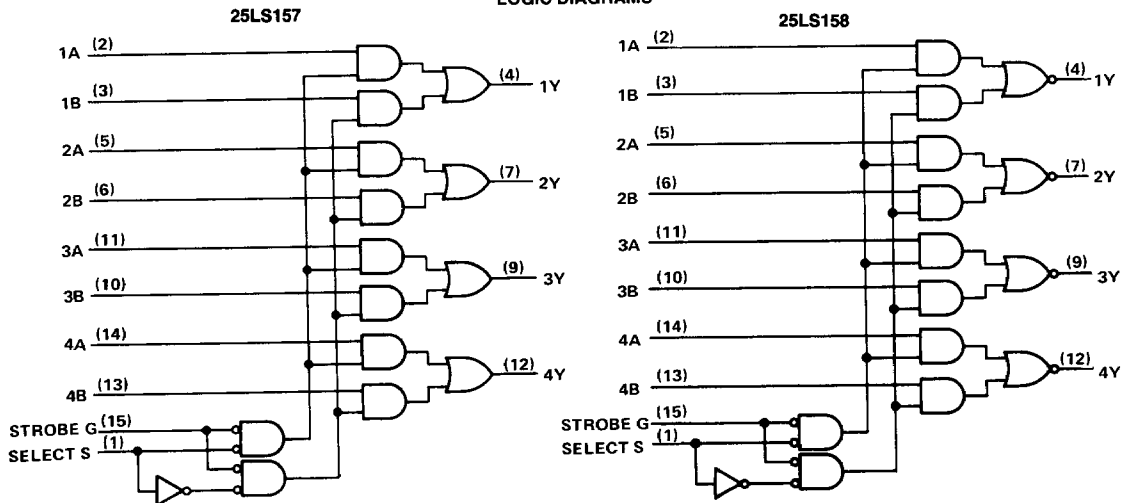 LOGIC DIAGRAMS
25LS157
1A (2)
1B (3)
2A (5)
2B (6)
3A (11)
3B (10)
4A (14)
4B (13)
STROBE G (15)
SELECT S (1)
(4) 1Y
(7) 2Y
(9) 3Y
(12) 4Y
25LS158
1A (2)
1B (3)
2A (5)
2B (6)
3A (11)
3B (10)
4A (14)
4B (13)
STROBE G (15)
SELECT S (1)
(4) 1Y
(7) 2Y
(9) 3Y
(12) 4Y